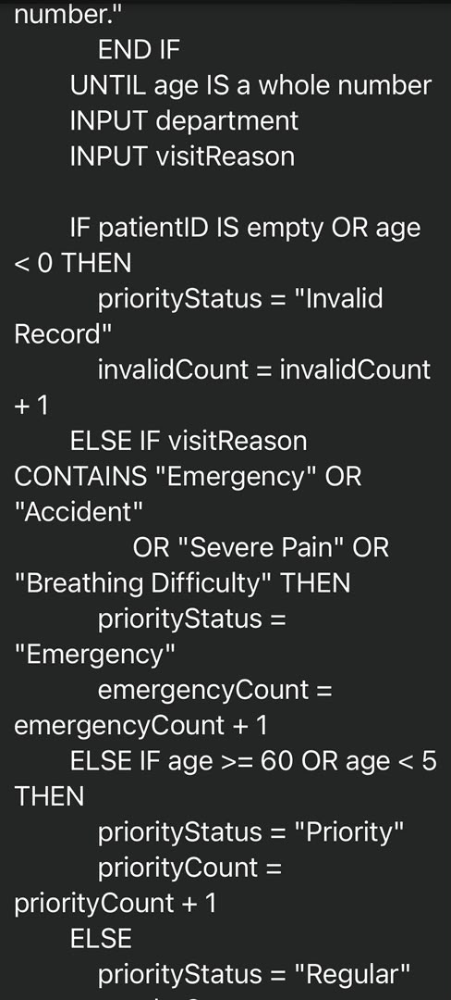 number."
END IF
UNTIL age IS a whole number
INPUT department
INPUT visitReason
IF patientID IS empty OR age
< 0 THEN
priorityStatus = "Invalid
Record"
invalidCount = invalidCount
+ 1
ELSE IF visitReason
CONTAINS "Emergency" OR
"Accident"
OR "Severe Pain" OR
"Breathing Difficulty" THEN
priorityStatus =
"Emergency"
emergencyCount =
emergencyCount + 1
ELSE IF age >= 60 OR age < 5
THEN
priorityStatus = "Priority"
priorityCount =
priorityCount + 1
ELSE
priorityStatus = "Regular"